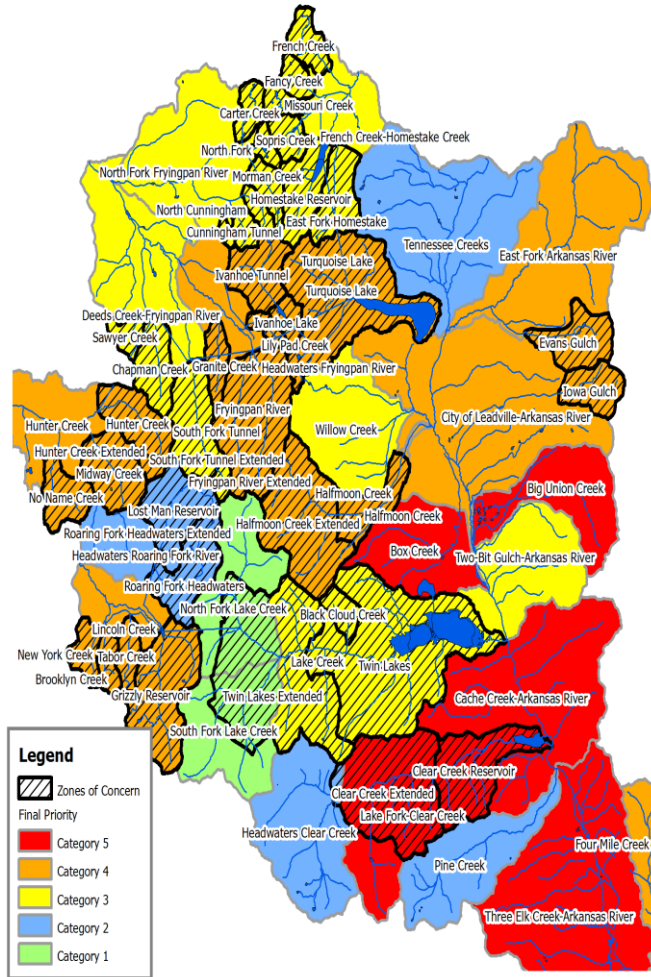 French Creek
Fancy Creek
Missouri Creek
Carter Creek
French Creek-Homestake Creek
Sopris Creek
North Fork
North Fork Fryingpan River
Morman Creek
Homestake Reservoir
North Cunningham
East Fork Homestake
Cunningham Tunnel
Tennessee Creeks
East Fork Arkansas River
Turquoise Lake
Ivanhoe Tunnel
Turquoise Lake
Deeds Creek-Fryingpan River
Ivanhoe Lake
Sawyer Creek
Lily Pad Creek
Evans Gulch
Chapman Creek
Granite Creek
Headwaters-Fryingpan River
Iowa Gulch
Fryingpan River
City of Leadville-Arkansas River
Hunter Creek
Hunter Creek
South Fork Tunnel
Willow Creek
Hunter Creek Extended
South Fork Tunnel Extended
Midway Creek
Fryingpan River Extended
Big Union Creek
No Name Creek
Halfmoon Creek
Lost Man Reservoir
Halfmoon Creek
Halfmoon Creek Extended
Roaring Fork Headwaters Extended
Box Creek
Two-Bit Gulch-Arkansas River
Headwaters Roaring Fork River
Roaring Fork Headwaters
North Fork Lake Creek
Black Cloud Creek
Lincoln Creek
New York Creek
Tabor Creek
Lake Creek
Twin Lakes
Brooklyn Creek
Grizzly Reservoir
Twin Lakes Extended
Cache Creek-Arkansas River
South Fork Lake Creek
Clear Creek Reservoir
Clear Creek Extended
Lake Fork-Clear Creek
Headwaters Clear Creek
Four Mile Creek
Pine Creek
Three Elk Creek-Arkansas River
Legend
Zones of Concern
Final Priority
Category 5
Category 4
Category 3
Category 2
Category 1